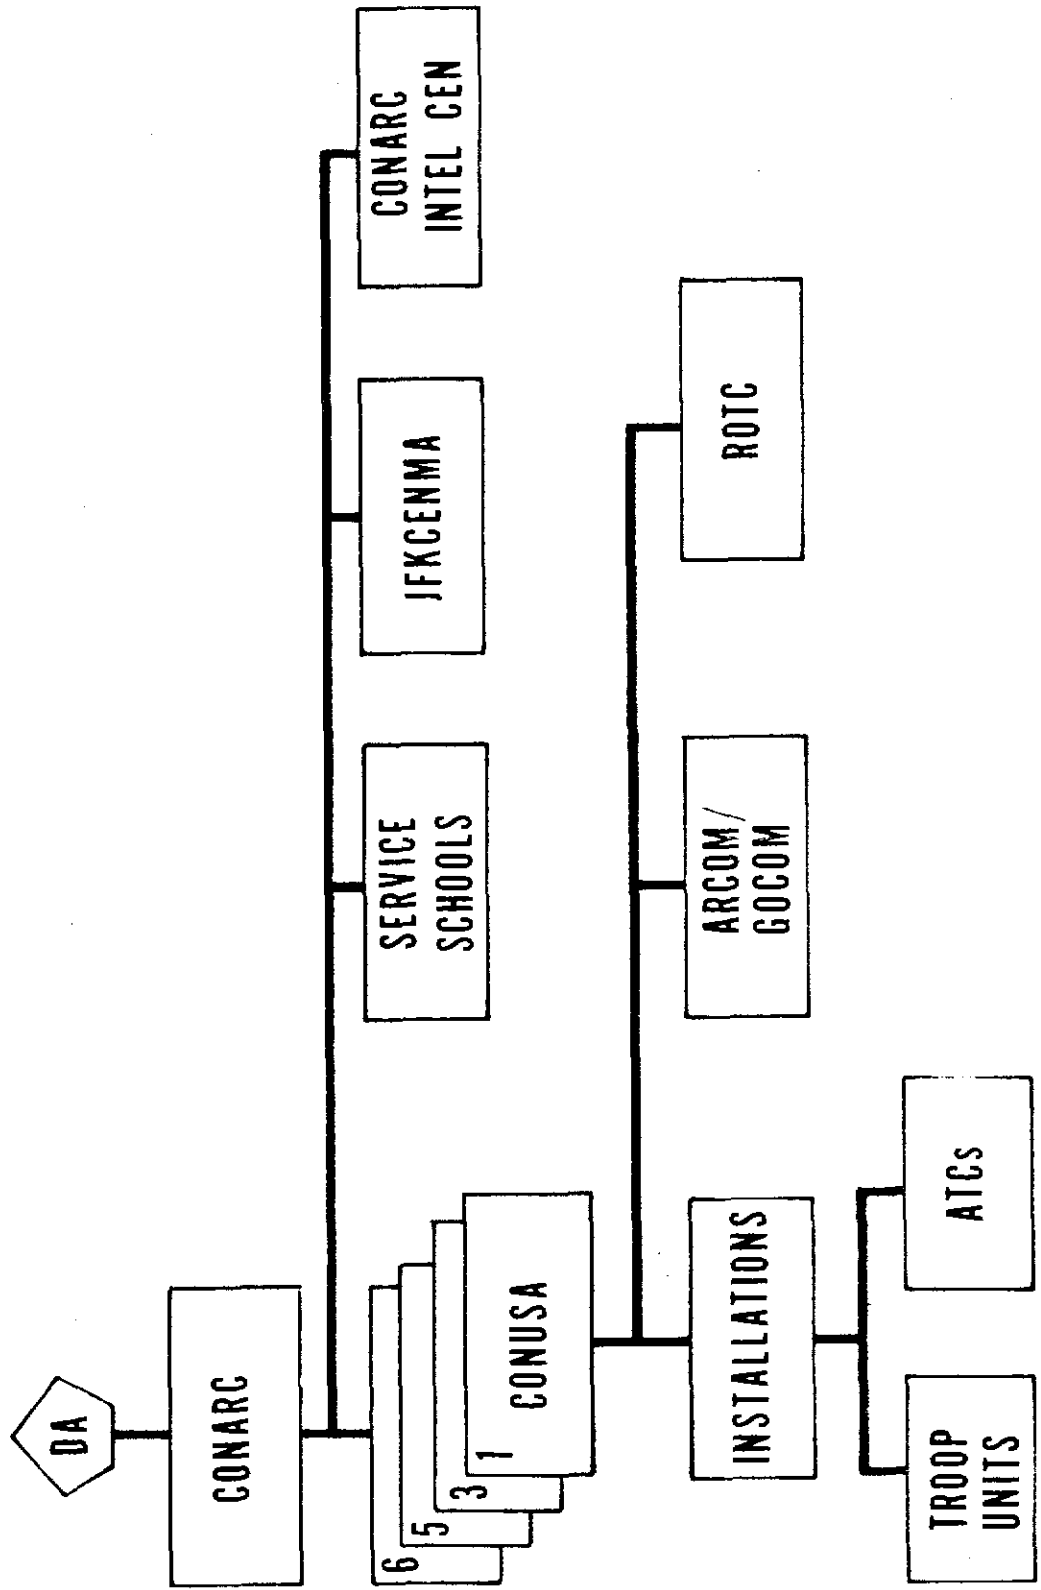 DA
CONARC
6
5
3
1
CONUSA
SERVICE
SCHOOLS
JFKCENMA
CONARC
INTEL CEN
INSTALLATIONS
ARCOM/
GOCOM
ROTC
TROOP
UNITS
ATCs